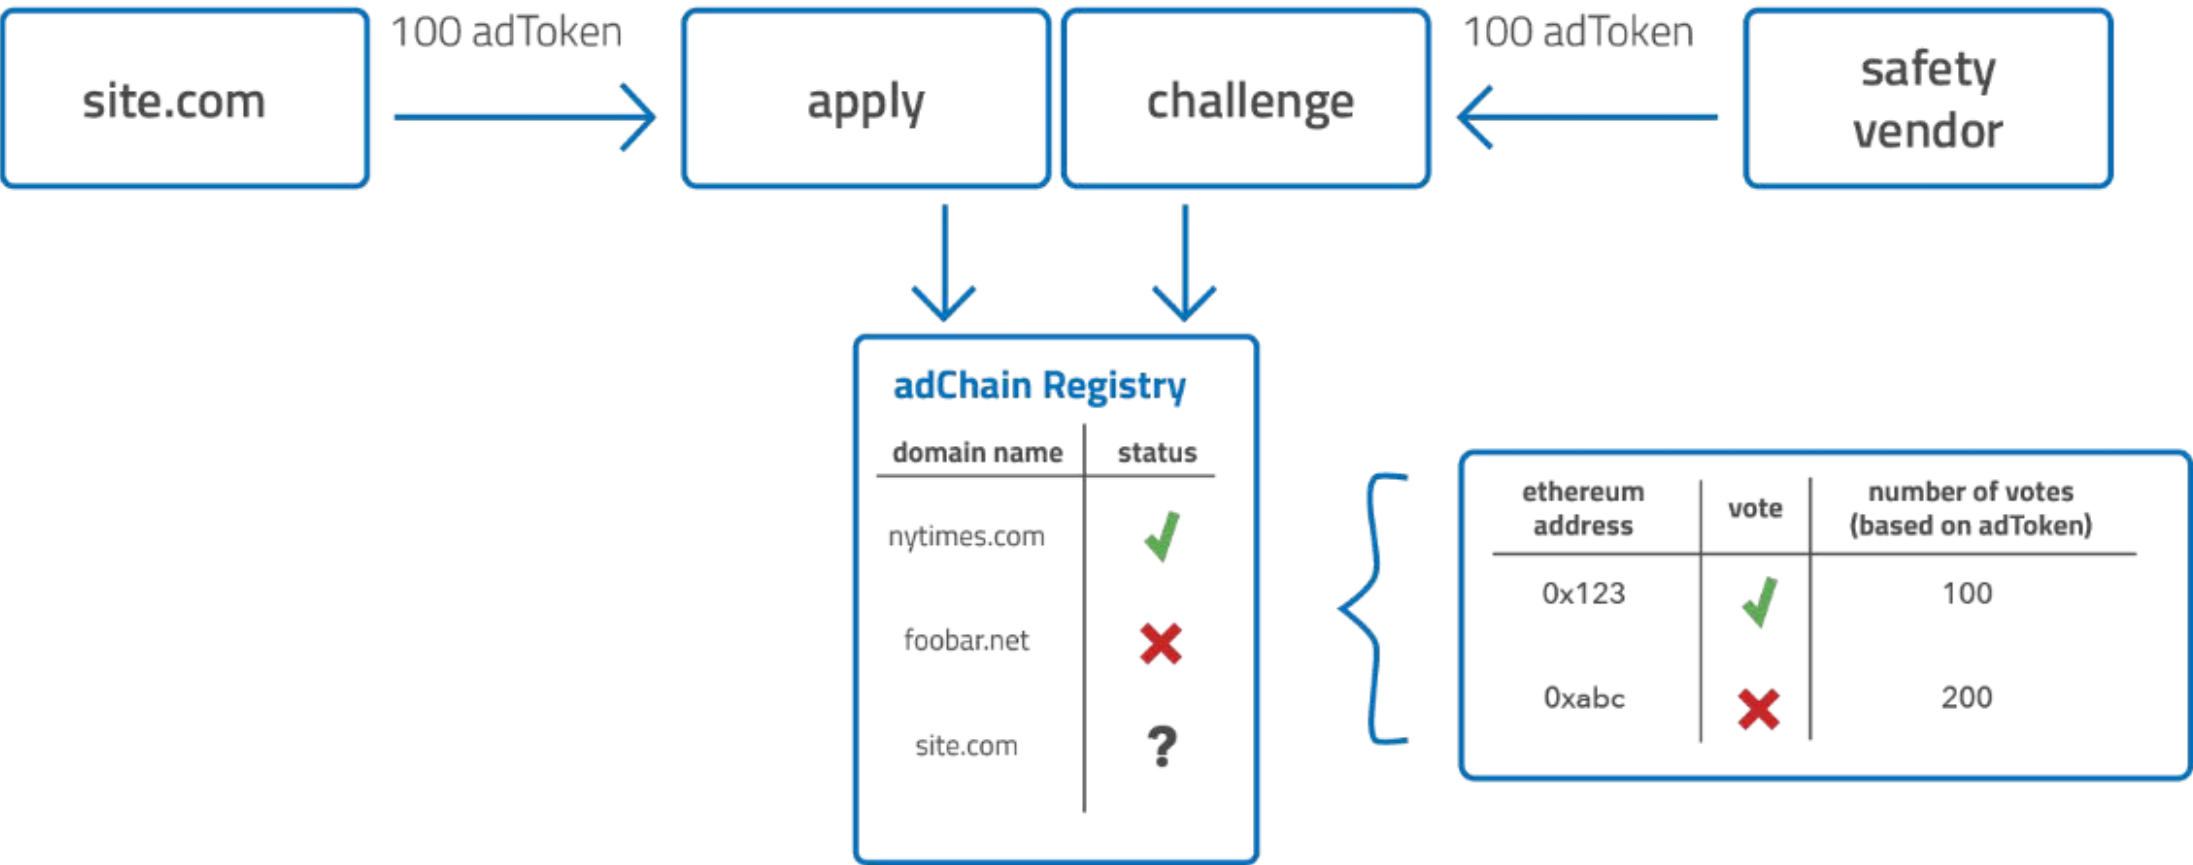 site.com
100 adToken
apply
challenge
100 adToken
safety
vendor
adChain Registry
domain name status
nytimes.com
foobar.net
site.com ?
ethereum
address
vote
number of votes
(based on adToken)
0x123 100
0xabc 200